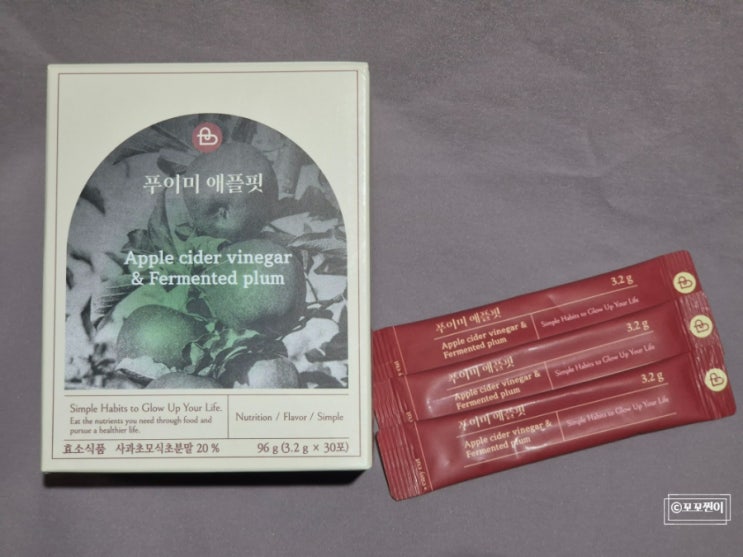 푸이미 애플핏
Apple cider vinegar
& Fermented plum
Simple Habits to Glow Up Your Life.
Eat the nutrients you need through food and
pursue a healthier life.
Nutrition / Flavor / Simple
효소식품 사과초모식초분말 20 %
96 g (3.2 g × 30포)
3.2 g
푸이미 애플핏
Apple cider vinegar &
Fermented plum
Simple Habits to Glow Up Your Life
3.2 g
푸이미 애플핏
Apple cider vinegar &
Fermented plum
Simple Habits to Glow Up Your Life
3.2 g
푸이미 애플핏
Apple cider vinegar &
Fermented plum
Simple Habits to Glow Up Your Life
©꼬꼬찐이